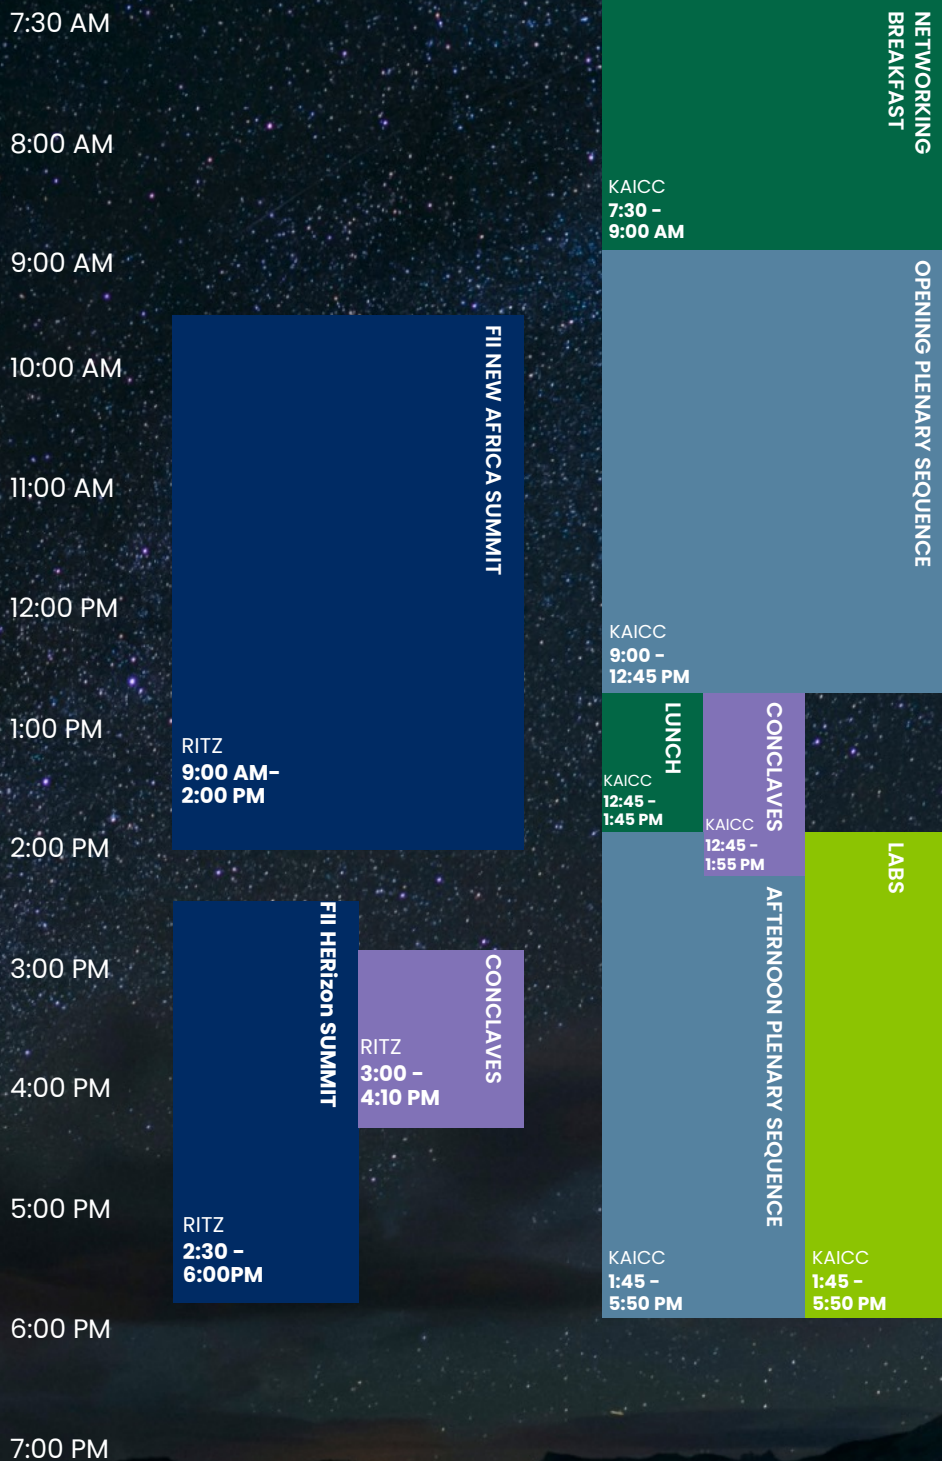 7:30 AM
8:00 AM
9:00 AM
10:00 AM
11:00 AM
12:00 PM
1:00 PM
2:00 PM
3:00 PM
4:00 PM
5:00 PM
6:00 PM
7:00 PM
FII NEW AFRICA SUMMIT
RITZ
9:00 AM-
2:00 PM
FII HERizon SUMMIT
RITZ
2:30 -
6:00PM
CONCLAVES
RITZ
3:00 -
4:10 PM
NETWORKING
BREAKFAST
KAICC
7:30 -
9:00 AM
OPENING PLENARY SEQUENCE
KAICC
9:00 -
12:45 PM
LUNCH
KAICC
12:45 -
1:45 PM
CONCLAVES
KAICC
12:45 -
1:55 PM
AFTERNOON PLENARY SEQUENCE
KAICC
1:45 -
5:50 PM
LABS
KAICC
1:45 -
5:50 PM